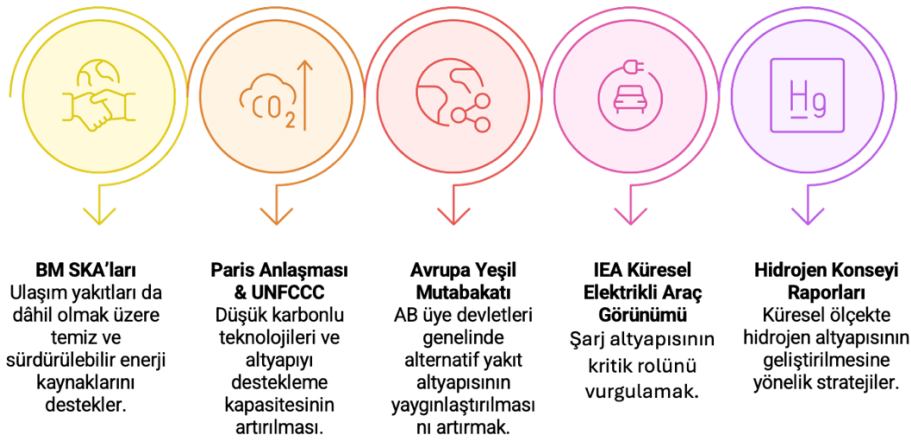 CO2
Hg
BM SKA'ları
Ulaşım yakıtları da
dâhil olmak üzere
temiz ve
sürdürülebilir enerji
kaynaklarını
destekler.
Paris Anlaşması
& UNFCCC
Düşük karbonlu
teknolojileri ve
altyapıyı
destekleme
kapasitesinin
artırılması.
Avrupa Yeşil
Mutabakatı
AB üye devletleri
genelinde
alternatif yakıt
altyapısının
yaygınlaştırılması
nı artırmak.
IEA Küresel
Elektrikli Araç
Görünümü
Şarj altyapısının
kritik rolünü
vurgulamak.
Hidrojen Konseyi
Raporları
Küresel ölçekte
hidrojen altyapısının
geliştirilmesine
yönelik stratejiler.